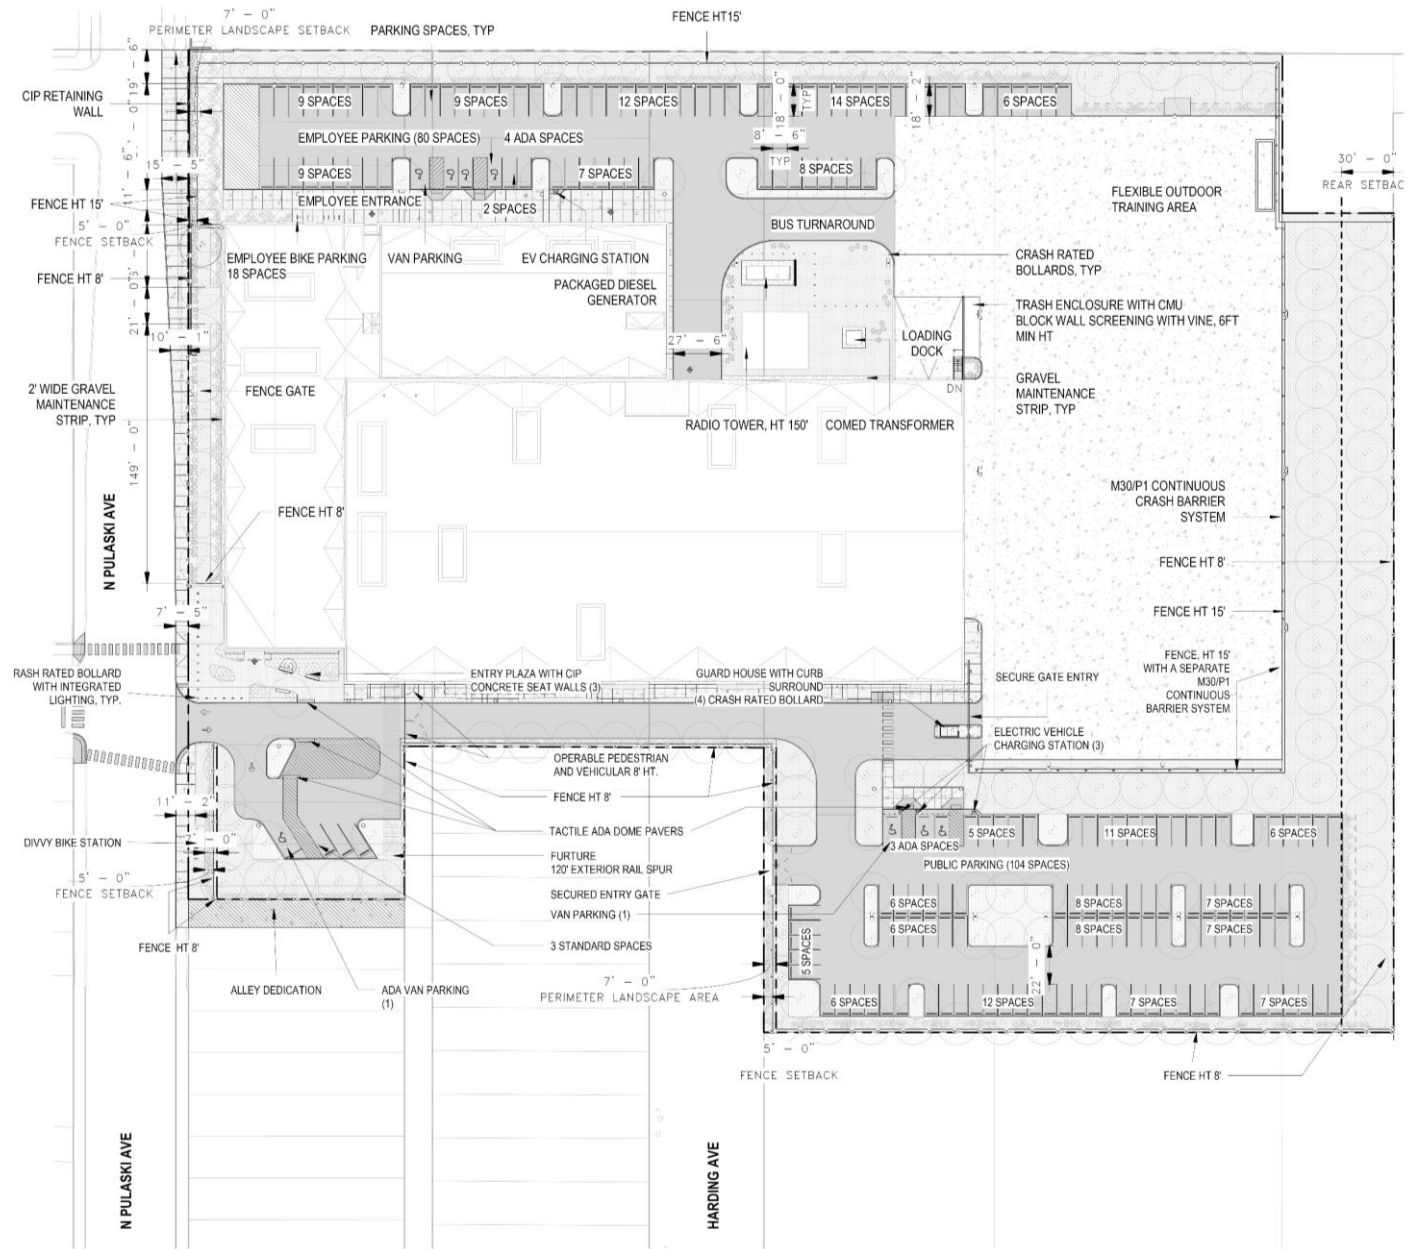 7' - 0"
PERIMETER LANDSCAPE SETBACK
PARKING SPACES, TYP
FENCE HT15'
19' - 6"
CIP RETAINING
WALL
9 SPACES
9 SPACES
12 SPACES
18' - 0"
TYP
14 SPACES
18' - 2"
6 SPACES
EMPLOYEE PARKING (80 SPACES)
4 ADA SPACES
8' - 6"
TYP
15' - 5"
9 SPACES
7 SPACES
8 SPACES
30' - 0"
REAR SETBACK
FLEXIBLE OUTDOOR
TRAINING AREA
FENCE HT 15'
EMPLOYEE ENTRANCE
2 SPACES
5' - 0"
FENCE SETBACK
BUS TURNAROUND
EMPLOYEE BIKE PARKING
18 SPACES
VAN PARKING
EV CHARGING STATION
CRASH RATED
BOLLARDS, TYP
FENCE HT 8'
PACKAGED DIESEL
GENERATOR
TRASH ENCLOSURE WITH CMU
BLOCK WALL SCREENING WITH VINE, 6FT
MIN HT
LOADING
DOCK
10' - 1"
27' - 6"
DN
2' WIDE GRAVEL
MAINTENANCE
STRIP, TYP
FENCE GATE
GRAVEL
MAINTENANCE
STRIP, TYP
RADIO TOWER, HT 150'
COMED TRANSFORMER
149' - 0"
M30/P1 CONTINUOUS
CRASH BARRIER
SYSTEM
FENCE HT 8'
N PULASKI AVE
FENCE HT 8'
FENCE HT 15'
7' - 5"
RASH RATED BOLLARD
WITH INTEGRATED
LIGHTING, TYP.
ENTRY PLAZA WITH CIP
CONCRETE SEAT WALLS (3)
GUARD HOUSE WITH CURB
SURROUND
(4) CRASH RATED BOLLARD
SECURE GATE ENTRY
FENCE, HT 15'
WITH A SEPARATE
M30/P1
CONTINUOUS
BARRIER SYSTEM
ELECTRIC VEHICLE
CHARGING STATION (3)
OPERABLE PEDESTRIAN
AND VEHICULAR 8' HT.
FENCE HT 8'
11' - 2"
DIVVY BIKE STATION
TACTILE ADA DOME PAVERS
5 SPACES
11 SPACES
6 SPACES
3 ADA SPACES
FURTURE
120' EXTERIOR RAIL SPUR
PUBLIC PARKING (104 SPACES)
5' - 0"
FENCE SETBACK
SECURED ENTRY GATE
6 SPACES
8 SPACES
7 SPACES
VAN PARKING (1)
6 SPACES
8 SPACES
7 SPACES
FENCE HT 8'
3 STANDARD SPACES
5 SPACES
22' - 0"
ALLEY DEDICATION
ADA VAN PARKING
(1)
7' - 0"
PERIMETER LANDSCAPE AREA
6 SPACES
12 SPACES
7 SPACES
7 SPACES
5' - 0"
FENCE SETBACK
FENCE HT 8'
N PULASKI AVE
HARDING AVE